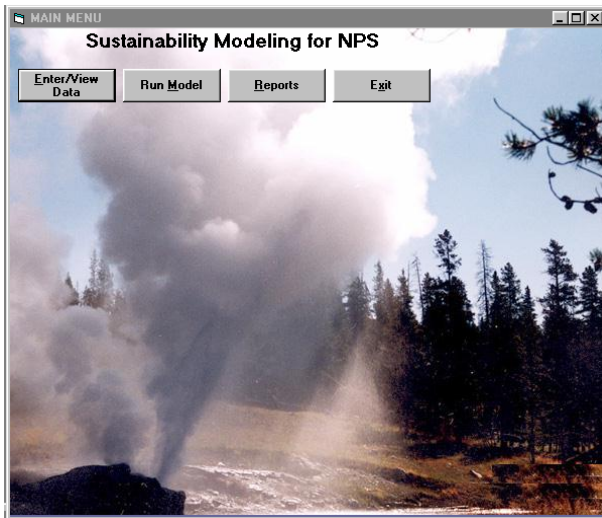 MAIN MENU
Sustainability Modeling for NPS
Enter/View
Data
Run Model
Reports
Exit